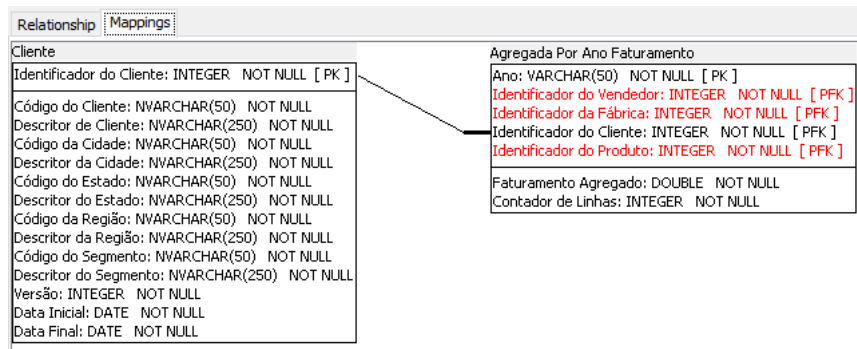 Relationship Mappings
Cliente
Identificador do Cliente: INTEGER NOT NULL [ PK ]
Código do Cliente: NVARCHAR(50) NOT NULL
Descritor de Cliente: NVARCHAR(250) NOT NULL
Código da Cidade: NVARCHAR(50) NOT NULL
Descritor da Cidade: NVARCHAR(250) NOT NULL
Código do Estado: NVARCHAR(50) NOT NULL
Descritor do Estado: NVARCHAR(250) NOT NULL
Código da Região: NVARCHAR(50) NOT NULL
Descritor da Região: NVARCHAR(250) NOT NULL
Código do Segmento: NVARCHAR(50) NOT NULL
Descritor do Segmento: NVARCHAR(250) NOT NULL
Versão: INTEGER NOT NULL
Data Inicial: DATE NOT NULL
Data Final: DATE NOT NULL
Agregada Por Ano Faturamento
Ano: VARCHAR(50) NOT NULL [ PK ]
Identificador do Vendedor: INTEGER NOT NULL [ PFK ]
Identificador da Fábrica: INTEGER NOT NULL [ PFK ]
Identificador do Cliente: INTEGER NOT NULL [ PFK ]
Identificador do Produto: INTEGER NOT NULL [ PFK ]
Faturamento Agregado: DOUBLE NOT NULL
Contador de Linhas: INTEGER NOT NULL